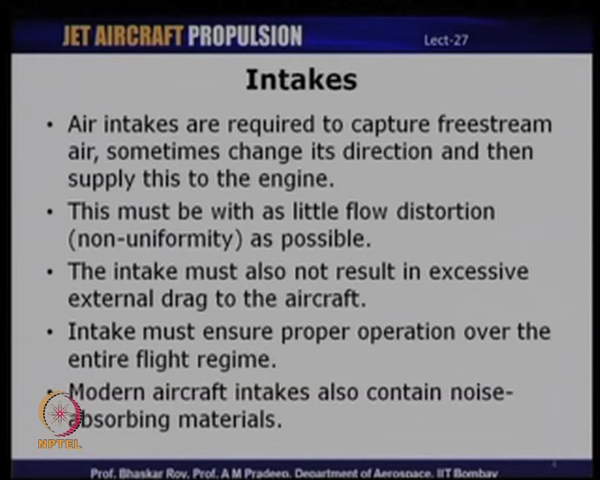 JET AIRCRAFT PROPULSION
Lect-27
Intakes
• Air intakes are required to capture freestream
air, sometimes change its direction and then
supply this to the engine.
• This must be with as little flow distortion
(non-uniformity) as possible.
• The intake must also not result in excessive
external drag to the aircraft.
• Intake must ensure proper operation over the
entire flight regime.
• Modern aircraft intakes also contain noise-
absorbing materials.
NPTEL
4
Prof. Bhaskar Roy, Prof. A M Pradeep, Department of Aerospace, IIT Bombay